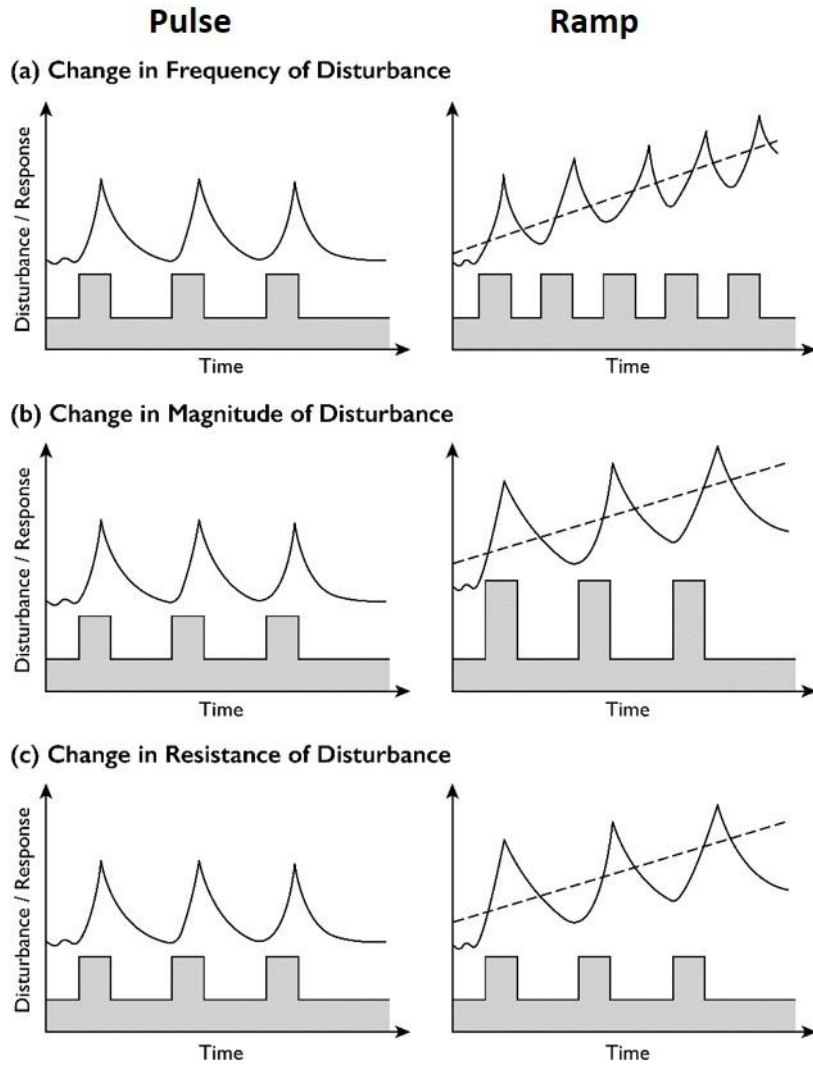 Pulse Ramp
(a) Change in Frequency of Disturbance
Disturbance / Response
Time Time
(b) Change in Magnitude of Disturbance
Disturbance / Response
Time Time
(c) Change in Resistance of Disturbance
Disturbance / Response
Time Time